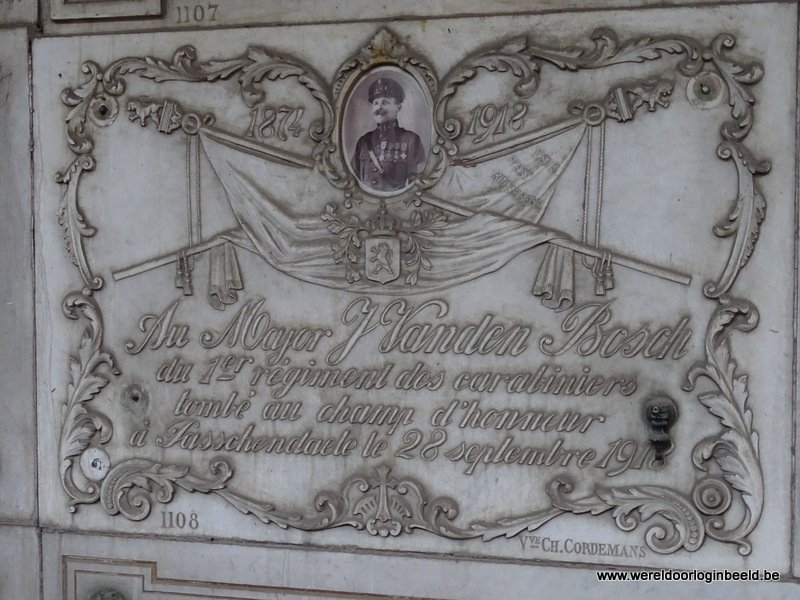 1107
1874 1918
Au Major J. Vanden Bosch
du 1er régiment des carabiniers
tombé au champ d'honneur
à Passchendaele le 28 septembre 1918
1108
Vve CH. CORDEMANS
www.wereldoorloginbeeld.be